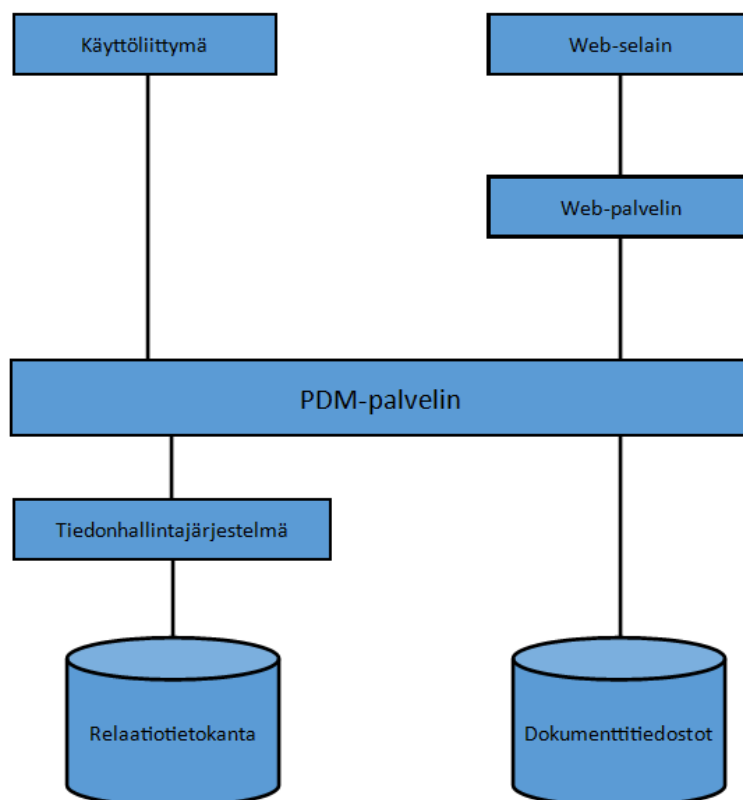 Käyttöliittymä
Web-selain
Web-palvelin
PDM-palvelin
Tiedonhallintajärjestelmä
Relaatiotietokanta
Dokumenttitiedostot